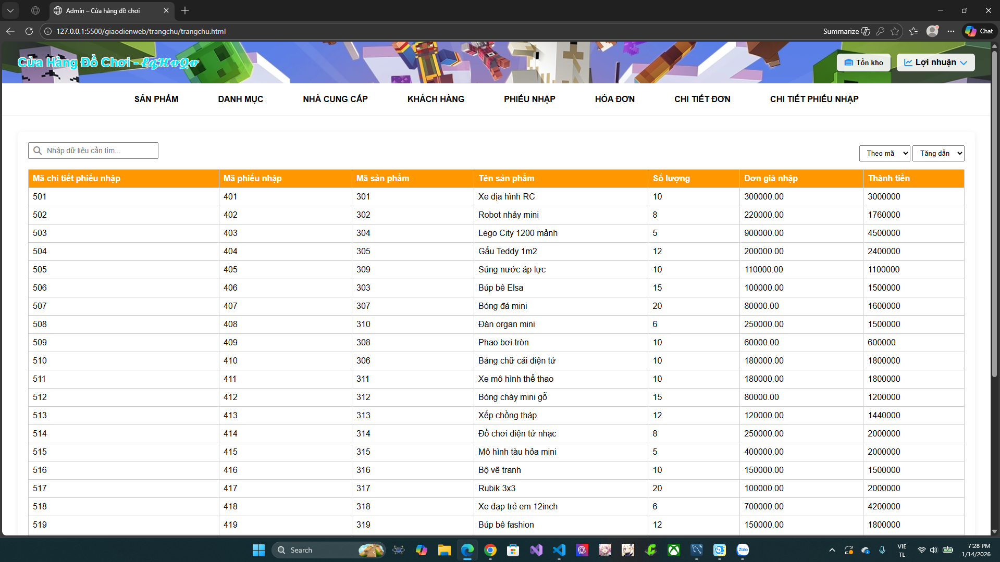 Admin – Cửa hàng đồ chơi
127.0.0.1:5500/giaodienweb/trangchu/trangchu.html
Summarize
Chat
Cửa Hàng Đồ Chơi - ℓqℋơQơ
Tồn kho
Lợi nhuận
SẢN PHẨM DANH MỤC NHÀ CUNG CẤP KHÁCH HÀNG PHIẾU NHẬP HÓA ĐƠN CHI TIẾT ĐƠN CHI TIẾT PHIẾU NHẬP
Nhập dữ liệu cần tìm...
Theo mã Tăng dần
Mã chi tiết phiếu nhập Mã phiếu nhập Mã sản phẩm Tên sản phẩm Số lượng Đơn giá nhập Thành tiền
501 401 301 Xe địa hình RC 10 300000.00 3000000
502 402 302 Robot nhảy mini 8 220000.00 1760000
503 403 304 Lego City 1200 mảnh 5 900000.00 4500000
504 404 305 Gấu Teddy 1m2 12 200000.00 2400000
505 405 309 Súng nước áp lực 10 110000.00 1100000
506 406 303 Búp bê Elsa 15 100000.00 1500000
507 407 307 Bóng đá mini 20 80000.00 1600000
508 408 310 Đàn organ mini 6 250000.00 1500000
509 409 308 Phao bơi tròn 10 60000.00 600000
510 410 306 Bảng chữ cái điện tử 10 180000.00 1800000
511 411 311 Xe mô hình thể thao 10 180000.00 1800000
512 412 312 Bóng chày mini gỗ 15 80000.00 1200000
513 413 313 Xếp chồng tháp 12 120000.00 1440000
514 414 314 Đồ chơi điện tử nhạc 8 250000.00 2000000
515 415 315 Mô hình tàu hỏa mini 5 400000.00 2000000
516 416 316 Bộ vẽ tranh 10 150000.00 1500000
517 417 317 Rubik 3x3 20 100000.00 2000000
518 418 318 Xe đạp trẻ em 12inch 6 700000.00 4200000
519 419 319 Búp bê fashion 12 150000.00 1800000
Search
Zalo
VIE
TL
7:28 PM
1/14/2026